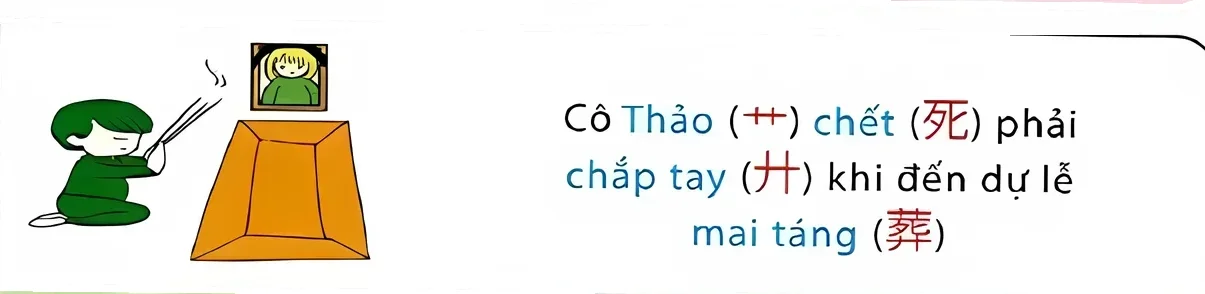 Cô Thảo (艹) chết (死) phải
chắp tay (廾) khi đến dự lễ
mai táng (葬)